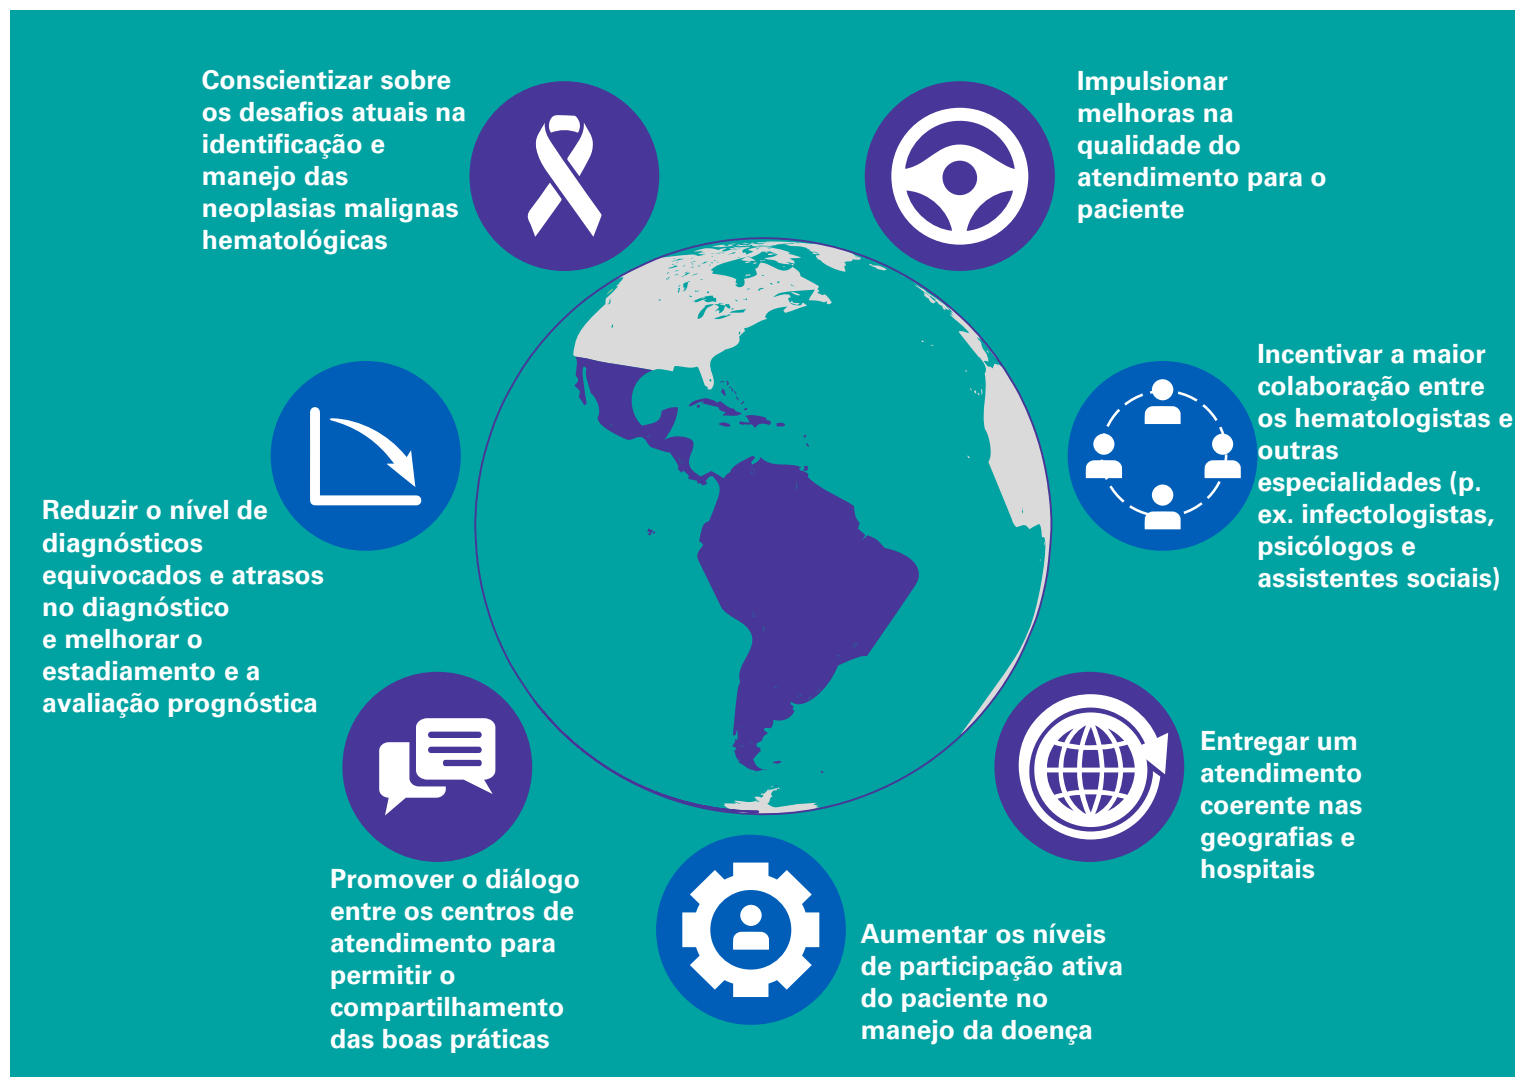 Conscientizar sobre
os desafios atuais na
identificação e
manejo das
neoplasias malignas
hematológicas
Impulsionar
melhoras na
qualidade do
atendimento para o
paciente
Incentivar a maior
colaboração entre
os hematologistas e
outras
especialidades (p.
ex. infectologistas,
psicólogos e
assistentes sociais)
Reduzir o nível de
diagnósticos
equivocados e atrasos
no diagnóstico
e melhorar o
estadiamento e a
avaliação prognóstica
Entregar um
atendimento
coerente nas
geografias e
hospitais
Promover o diálogo
entre os centros de
atendimento para
permitir o
compartilhamento
das boas práticas
Aumentar os níveis
de participação ativa
do paciente no
manejo da doença